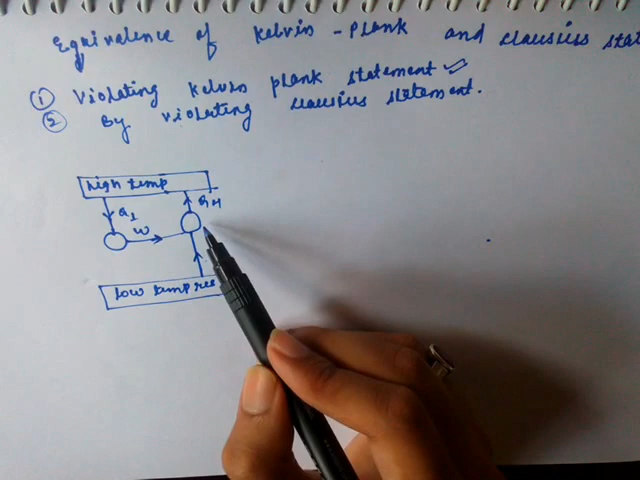 Equivalence of Kelvin - Plank and clausius stat
① Violating Kelvin plank statement
② By violating clausius statement.
high temp
Q1
QH
W
low temp res